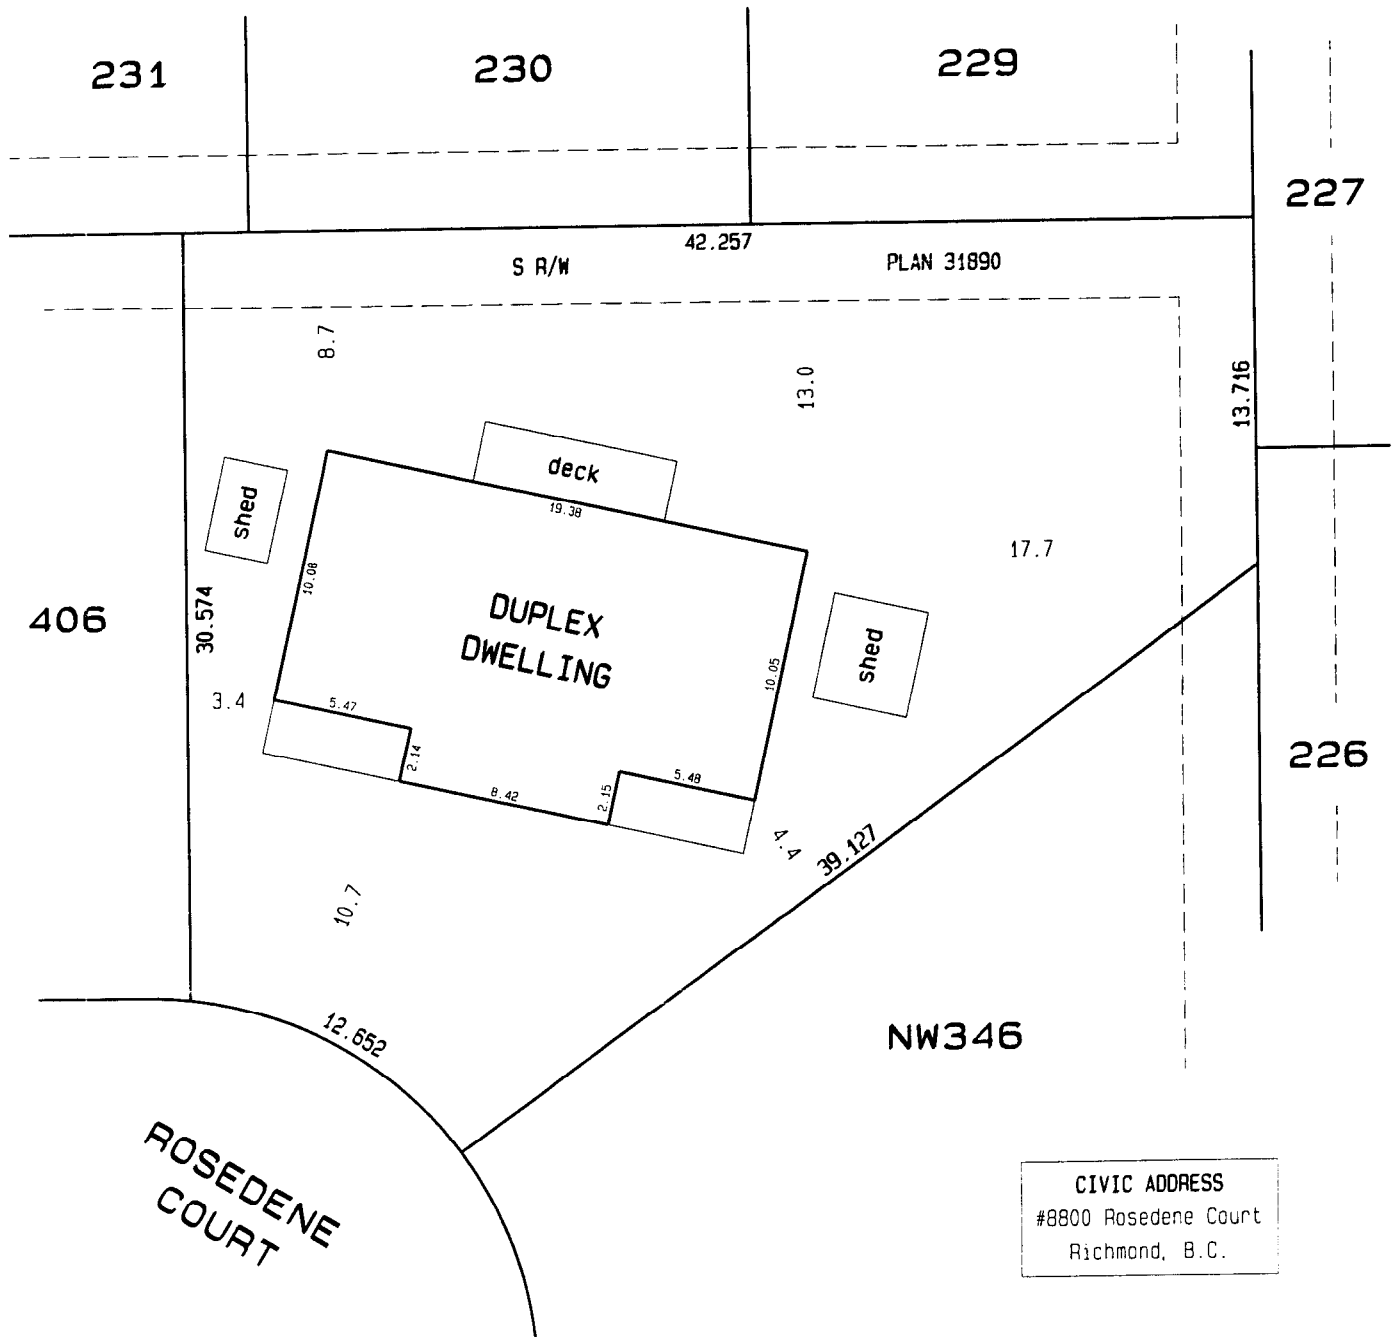 231
230
229
227
42.257
S R/W
PLAN 31890
8.7
13.0
13.716
deck
19.38
shed
10.08
17.7
406
30.574
DUPLEX
DWELLING
shed
10.05
3.4
5.47
2.14
8.42
2.15
5.48
226
4.4
39.127
10.7
12.652
NW346
ROSEDENE
COURT
CIVIC ADDRESS
#8800 Rosedene Court
Richmond, B.C.